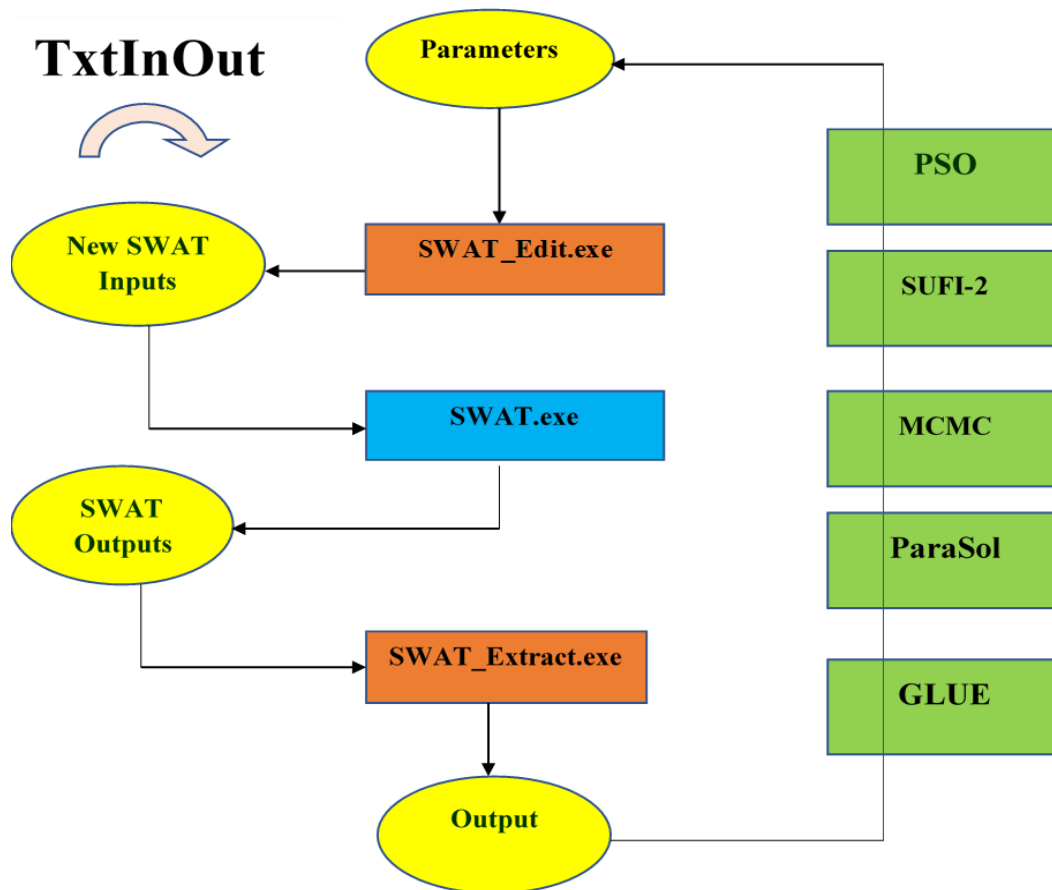 TxtInOut
Parameters
PSO
New SWAT
Inputs
SWAT_Edit.exe
SUFI-2
SWAT.exe
MCMC
SWAT
Outputs
ParaSol
SWAT_Extract.exe
GLUE
Output